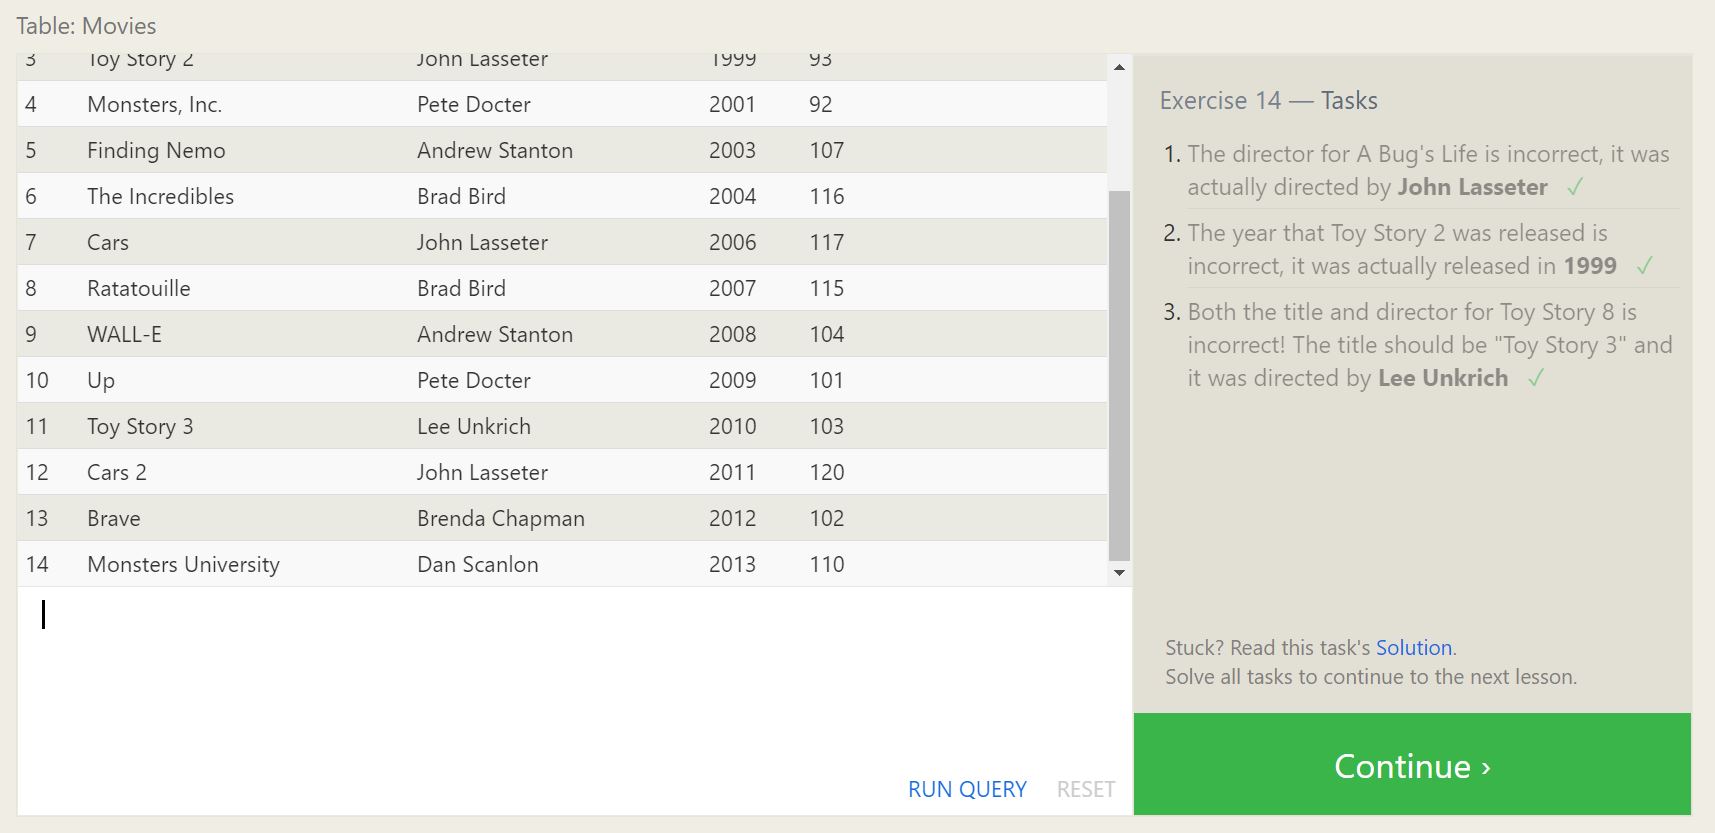 Table: Movies
3 Toy Story 2 John Lasseter 1999 93
4 Monsters, Inc. Pete Docter 2001 92
5 Finding Nemo Andrew Stanton 2003 107
6 The Incredibles Brad Bird 2004 116
7 Cars John Lasseter 2006 117
8 Ratatouille Brad Bird 2007 115
9 WALL-E Andrew Stanton 2008 104
10 Up Pete Docter 2009 101
11 Toy Story 3 Lee Unkrich 2010 103
12 Cars 2 John Lasseter 2011 120
13 Brave Brenda Chapman 2012 102
14 Monsters University Dan Scanlon 2013 110
RUN QUERY RESET
Exercise 14 — Tasks
1. The director for A Bug's Life is incorrect, it was
actually directed by John Lasseter ✓
2. The year that Toy Story 2 was released is
incorrect, it was actually released in 1999 ✓
3. Both the title and director for Toy Story 8 is
incorrect! The title should be "Toy Story 3" and
it was directed by Lee Unkrich ✓
Stuck? Read this task's Solution.
Solve all tasks to continue to the next lesson.
Continue ›